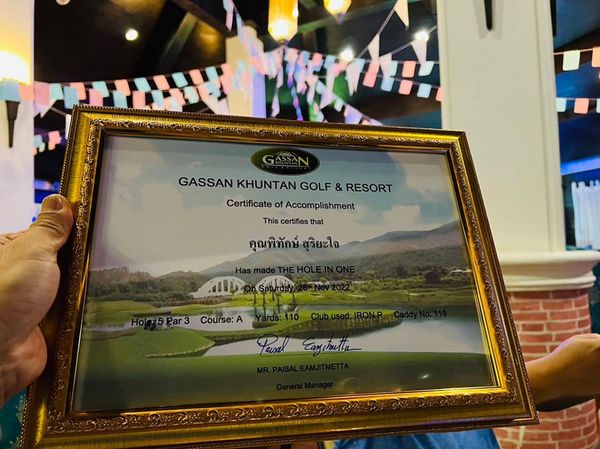 GASSAN
GASSAN KHUNTAN GOLF & RESORT
Certificate of Accomplishment
This certifies that
คุณพิทักษ์ สุริยะใจ
Has made THE HOLE IN ONE
On Saturday, 26th Nov 2022
Hole: 5 Par 3 Course: A Yards: 110 Club used: IRON P Caddy No: 119
Paisal Eamjitmetta
MR. PAISAL EAMJITMETTA
General Manager